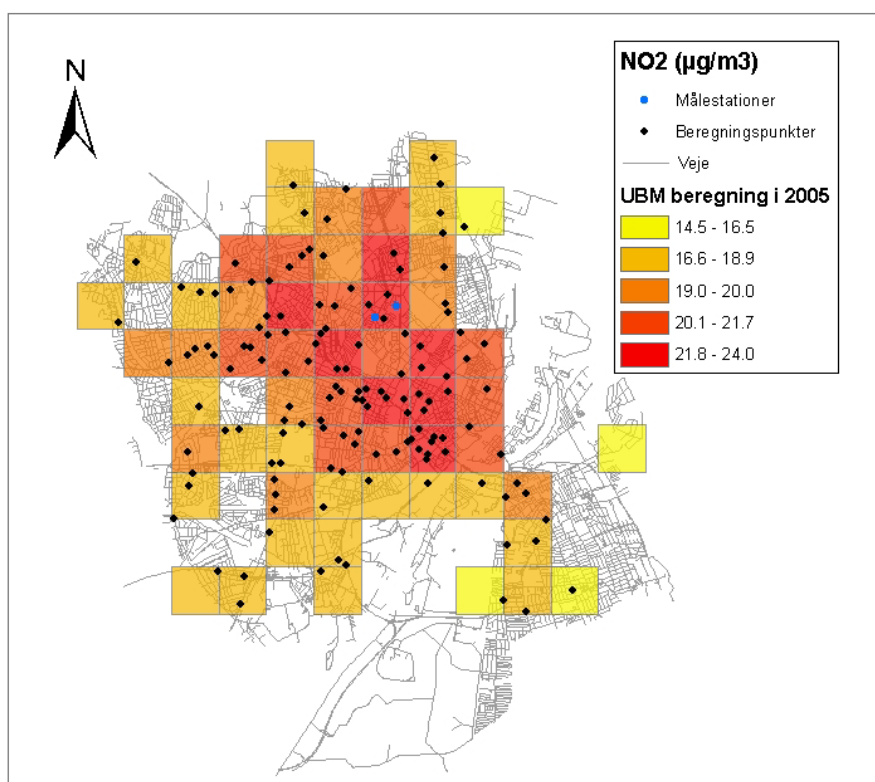 N
NO2 (µg/m3)
Målestationer
Beregningspunkter
Veje
UBM beregning i 2005
14.5 - 16.5
16.6 - 18.9
19.0 - 20.0
20.1 - 21.7
21.8 - 24.0